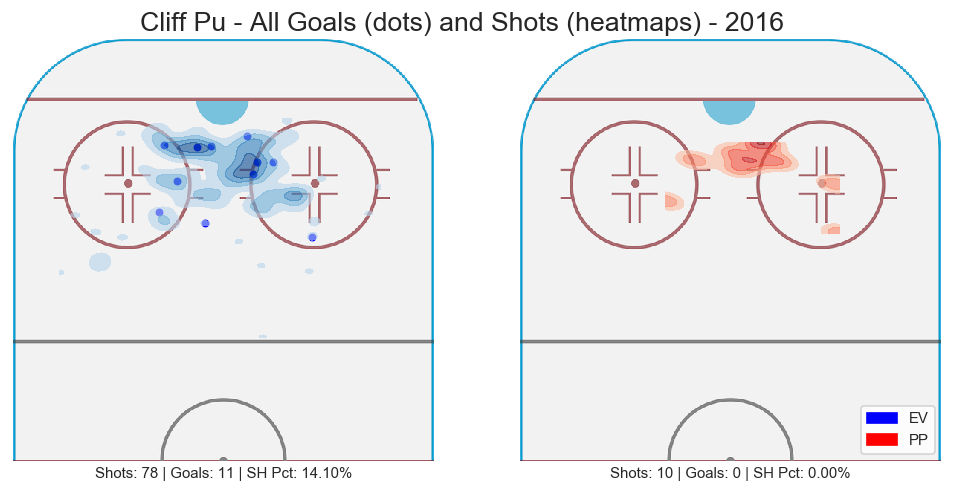 Cliff Pu - All Goals (dots) and Shots (heatmaps) - 2016
EV
PP
Shots: 78 | Goals: 11 | SH Pct: 14.10%
Shots: 10 | Goals: 0 | SH Pct: 0.00%